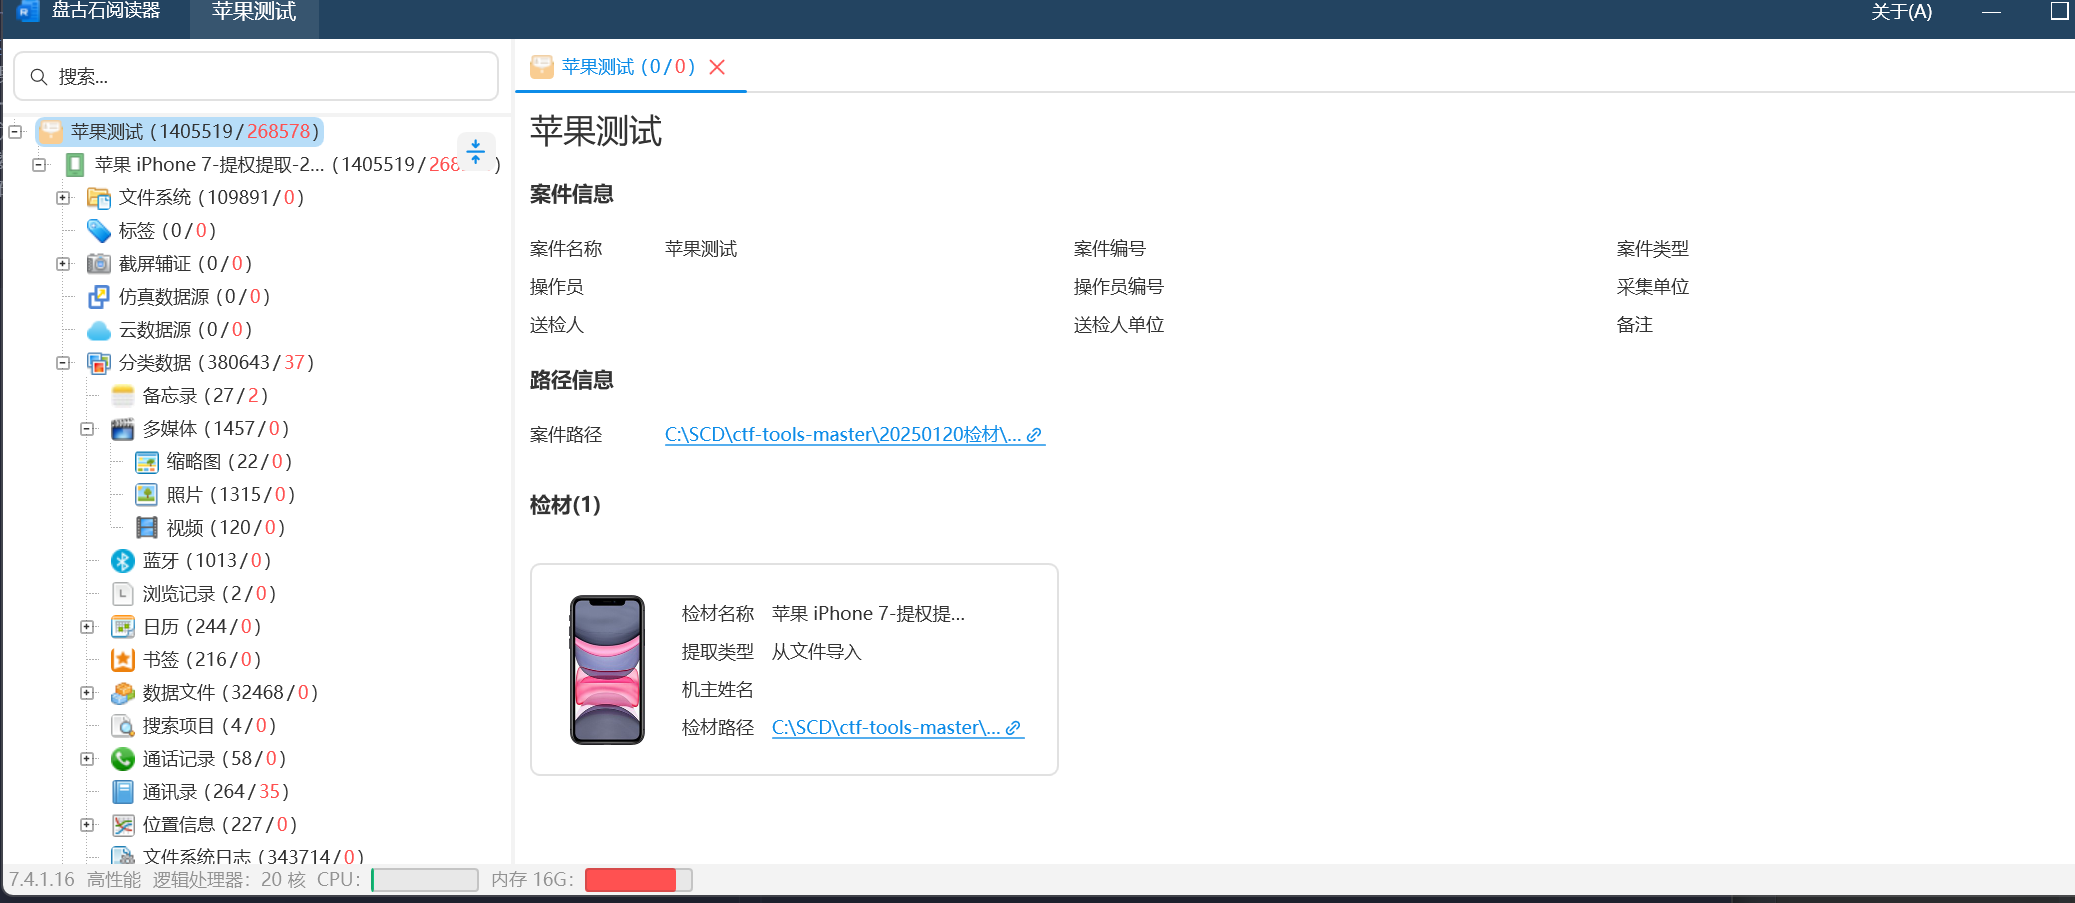 盘古石阅读器 苹果测试 关于(A)
搜索...
苹果测试 (1405519/268578)
苹果 iPhone 7-提权提取-2... (1405519/268)
文件系统 (109891/0)
标签 (0/0)
截屏辅证 (0/0)
仿真数据源 (0/0)
云数据源 (0/0)
分类数据 (380643/37)
备忘录 (27/2)
多媒体 (1457/0)
缩略图 (22/0)
照片 (1315/0)
视频 (120/0)
蓝牙 (1013/0)
浏览记录 (2/0)
日历 (244/0)
书签 (216/0)
数据文件 (32468/0)
搜索项目 (4/0)
通话记录 (58/0)
通讯录 (264/35)
位置信息 (227/0)
文件系统日志 (343714/0)
苹果测试 (0/0)
苹果测试
案件信息
案件名称 苹果测试 案件编号 案件类型
操作员 操作员编号 采集单位
送检人 送检人单位 备注
路径信息
案件路径 C:\SCD\ctf-tools-master\20250120检材\...
检材(1)
检材名称 苹果 iPhone 7-提权提...
提取类型 从文件导入
机主姓名
检材路径 C:\SCD\ctf-tools-master\...
7.4.1.16 高性能 逻辑处理器: 20 核 CPU: 内存 16G: